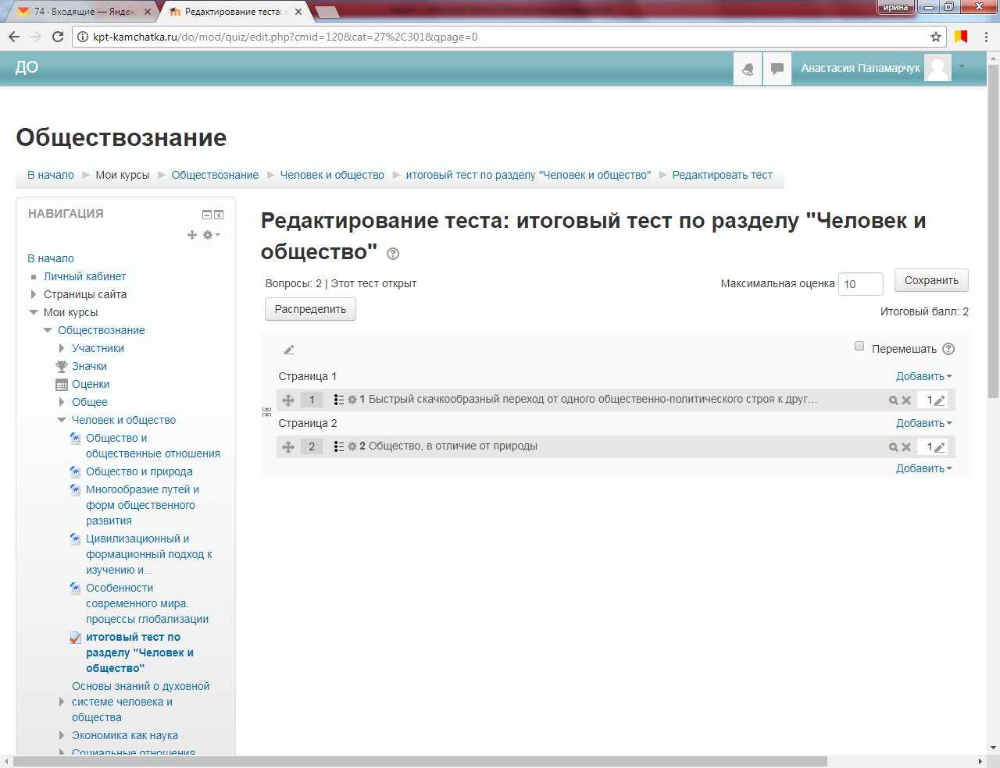 74 · Входящие — Яндекс
Редактирование теста: и
ирина
kpt-kamchatka.ru/do/mod/quiz/edit.php?cmid=120&cat=27%2C301&qpage=0
ДО
Анастасия Паламарчук
Обществознание
В начало ► Мои курсы ► Обществознание ► Человек и общество ► итоговый тест по разделу "Человек и общество" ► Редактировать тест
НАВИГАЦИЯ
В начало
Личный кабинет
Страницы сайта
Мои курсы
Обществознание
Участники
Значки
Оценки
Общее
Человек и общество
Общество и
общественные отношения
Общество и природа
Многообразие путей и
форм общественного
развития
Цивилизационный и
формационный подход к
изучению и...
Особенности
современного мира.
процессы глобализации
итоговый тест по
разделу "Человек и
общество"
Основы знаний о духовной
системе человека и
общества
Экономика как наука
Социальные отношения
Редактирование теста: итоговый тест по разделу "Человек и
общество"
Вопросы: 2 | Этот тест открыт
Максимальная оценка 10 Сохранить
Распределить
Итоговый балл: 2
Перемешать
Страница 1 Добавить
1 1 Быстрый скачкообразный переход от одного общественно-политического строя к друг... 1
Страница 2 Добавить
2 2 Общество, в отличие от природы 1
Добавить